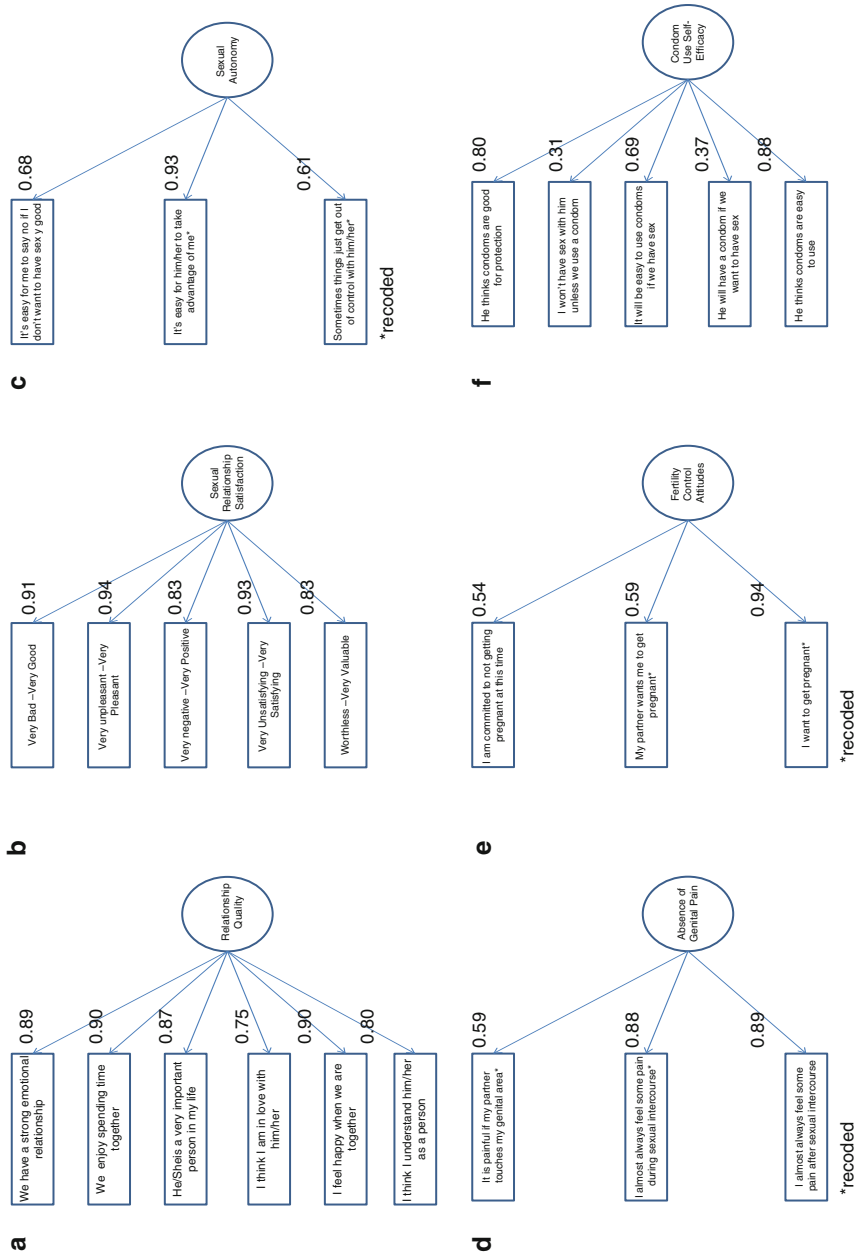 a
We have a strong emotional
relationship
0.89
We enjoy spending time
together
0.90
He/Sheis a very important
person in my life
0.87
I think I am in love with
him/her
0.75
I feel happy when we are
together
0.90
I think I understand him/her
as a person
0.80
Relationship
Quality
b
Very Bad –Very Good
0.91
Very unpleasant –Very
Pleasant
0.94
Very negative –Very Positive
0.83
Very Unsatisfying –Very
Satisfying
0.93
Worthless –Very Valuable
0.83
Sexual
Relationship
Satisfaction
c
It's easy for me to say no if I
don't want to have sex y good
0.68
It's easy for him/her to take
advantage of me*
0.93
Sometimes things just get out
of control with him/her*
0.61
Sexual
Autonomy
*recoded
d
It is painful if my partner
touches my genital area*
0.59
I almost always feel some pain
during sexual intercourse*
0.88
I almost always feel some
pain after sexual intercourse
0.89
Absence of
Genital Pain
*recoded
e
I am committed to not getting
pregnant at this time
0.54
My partner wants me to get
pregnant*
0.59
I want to get pregnant*
0.94
Fertility
Control
Attitudes
*recoded
f
He thinks condoms are good
for protection
0.80
I won't have sex with him
unless we use a condom
0.31
It will be easy to use condoms
if we have sex
0.69
He will have a condom if we
want to have sex
0.37
He thinks condoms are easy
to use
0.88
Condom
Use Self-
Efficacy